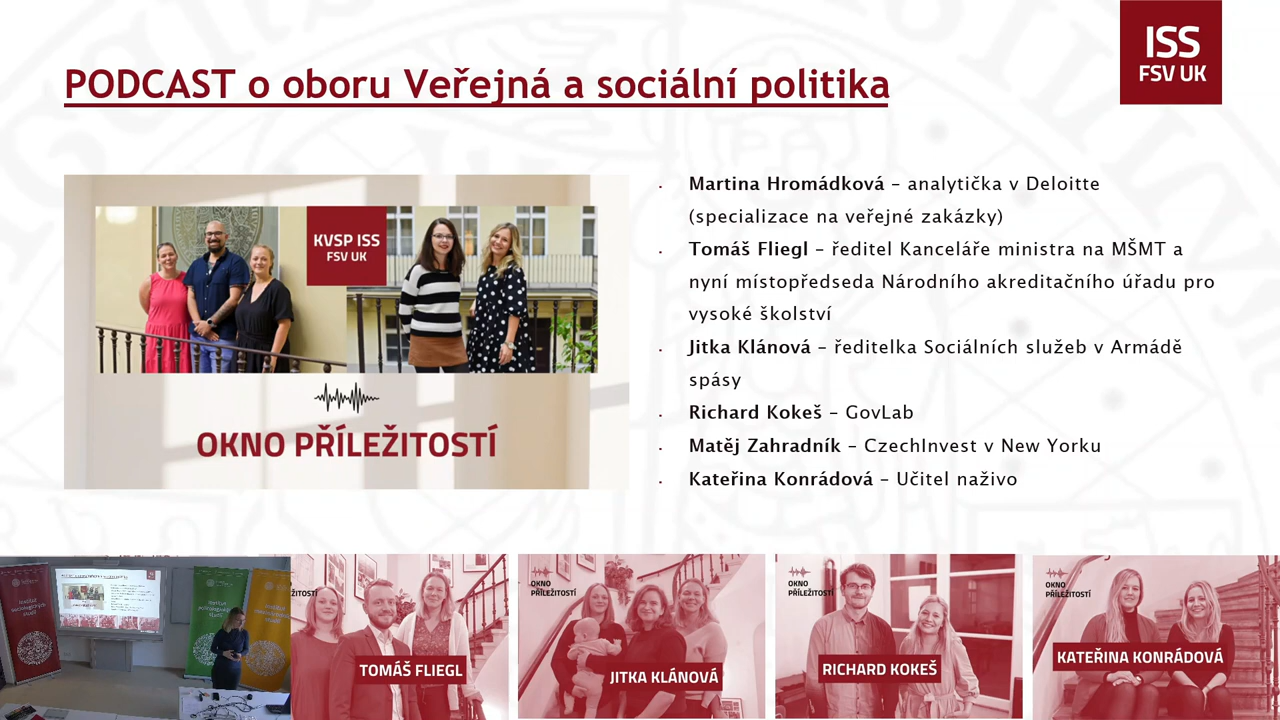 ISS
FSV UK
PODCAST o oboru Veřejná a sociální politika
KVSP ISS
FSV UK
OKNO PŘÍLEŽITOSTÍ
• Martina Hromádková – analytička v Deloitte
(specializace na veřejné zakázky)
• Tomáš Fliegl – ředitel Kanceláře ministra na MŠMT a
nyní místopředseda Národního akreditačního úřadu pro
vysoké školství
• Jitka Klánová – ředitelka Sociálních služeb v Armádě
spásy
• Richard Kokeš – GovLab
• Matěj Zahradník – CzechInvest v New Yorku
• Kateřina Konrádová – Učitel naživo
TOMÁŠ FLIEGL
OKNO
PŘÍLEŽITOSTÍ
JITKA KLÁNOVÁ
OKNO
PŘÍLEŽITOSTÍ
RICHARD KOKEŠ
OKNO
PŘÍLEŽITOSTÍ
KATEŘINA KONRÁDOVÁ